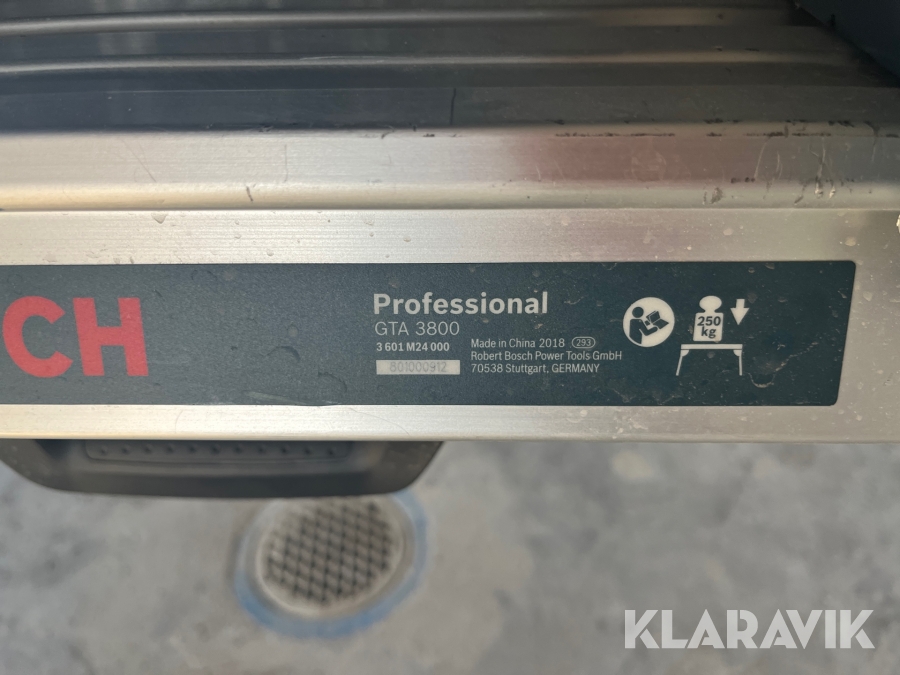 CH
Professional
GTA 3800
3 601 M24 000
801000912
Made in China 2018 293
Robert Bosch Power Tools GmbH
70538 Stuttgart, GERMANY
250
kg
KLARAVIK